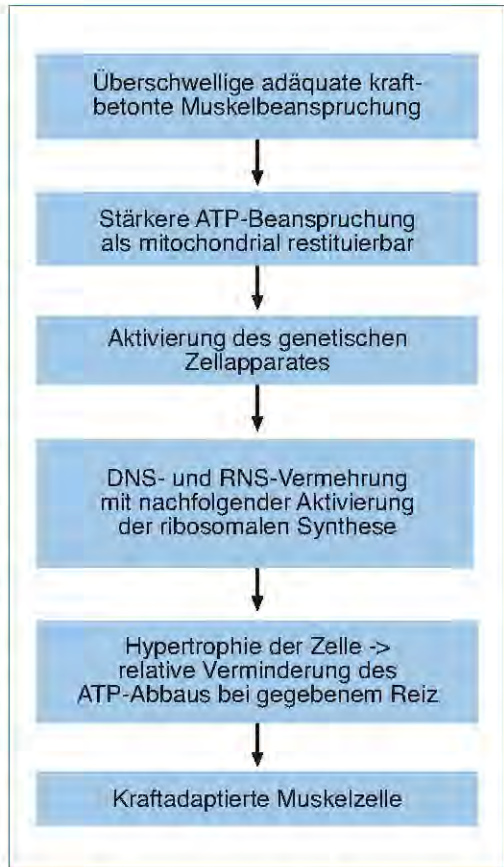 Überschwellige adäquate kraft-
betonte Muskelbeanspruchung
Stärkere ATP-Beanspruchung
als mitochondrial restituierbar
Aktivierung des genetischen
Zellapparates
DNS- und RNS-Vermehrung
mit nachfolgender Aktivierung
der ribosomalen Synthese
Hypertrophie der Zelle ->
relative Verminderung des
ATP-Abbaus bei gegebenem Reiz
Kraftadaptierte Muskelzelle